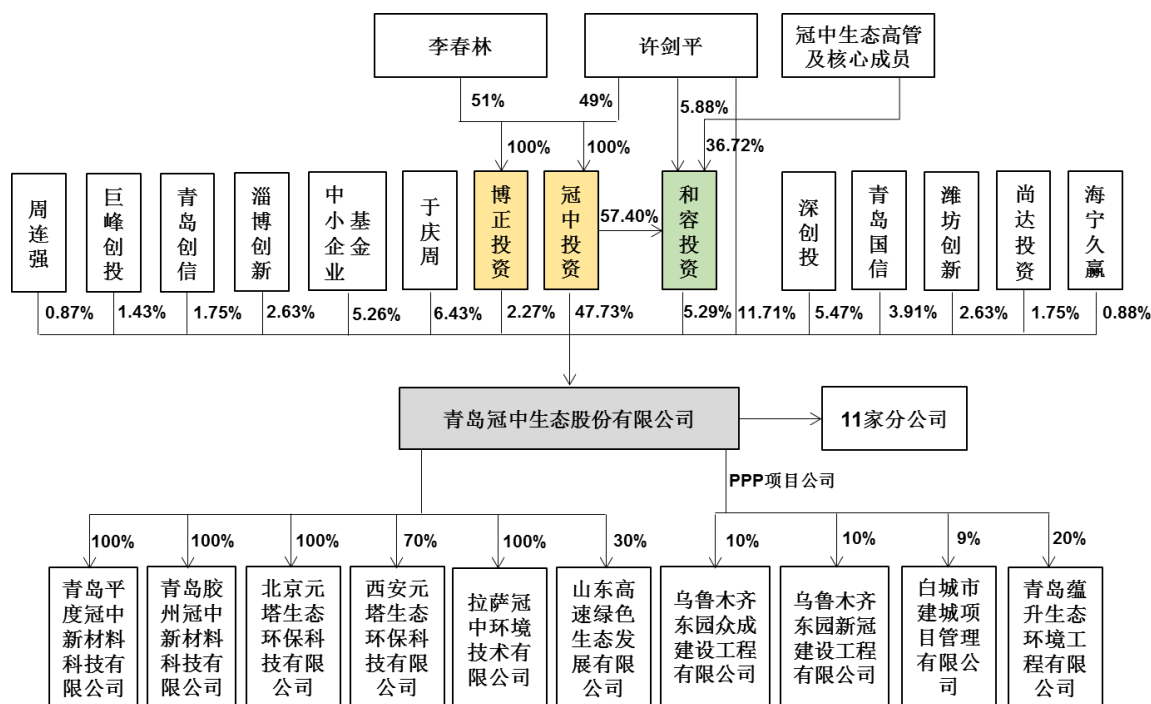 李春林
许剑平
冠中生态高管
及核心成员
51%
49%
5.88%
100%
100%
36.72%
周连强
巨峰创投
青岛创信
淄博创新
中小企业
基金
于庆周
博正投资
冠中投资
57.40%
和容投资
深创投
青岛国信
潍坊创新
尚达投资
海宁久赢
0.87%
1.43%
1.75%
2.63%
5.26%
6.43%
2.27%
47.73%
5.29%
11.71%
5.47%
3.91%
2.63%
1.75%
0.88%
青岛冠中生态股份有限公司
11家分公司
PPP项目公司
100%
100%
100%
70%
100%
30%
10%
10%
9%
20%
青岛平
度冠中
新材料
科技有
限公司
青岛胶
州冠中
新材料
科技有
限公司
北京元
塔生态
环保科
技有限
公司
西安元
塔生态
环保科
技有限
公司
拉萨冠
中环境
技术有
限公司
山东高
速绿色
生态发
展有限
公司
乌鲁木齐
东园众成
建设工程
有限公司
乌鲁木齐
东园新冠
建设工程
有限公司
白城市
建城项
目管理
有限公
司
青岛蕴
升生态
环境工
程有限
公司